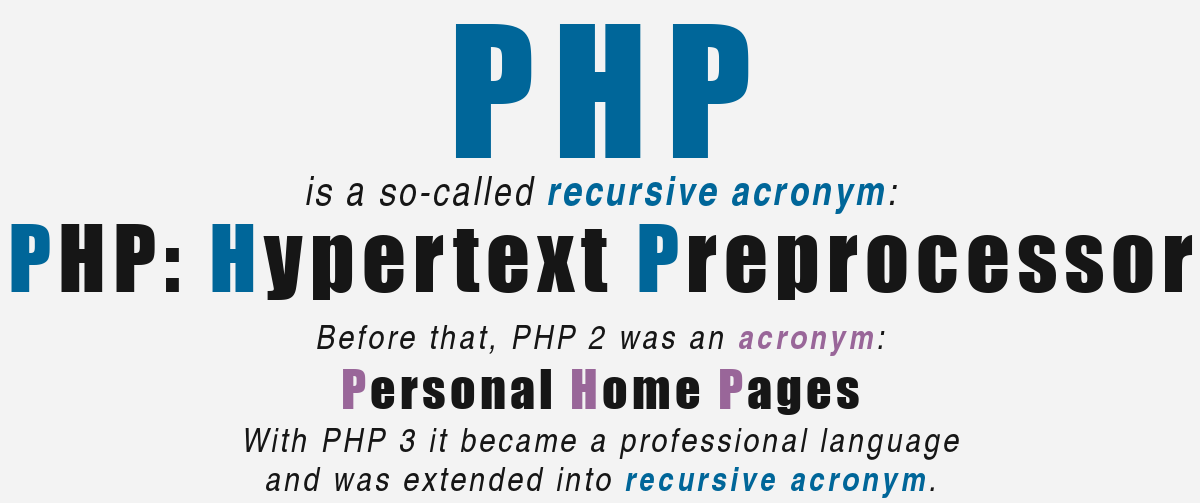 PHP
is a so-called recursive acronym:
PHP: Hypertext Preprocessor
Before that, PHP 2 was an acronym:
Personal Home Pages
With PHP 3 it became a professional language
and was extended into recursive acronym.